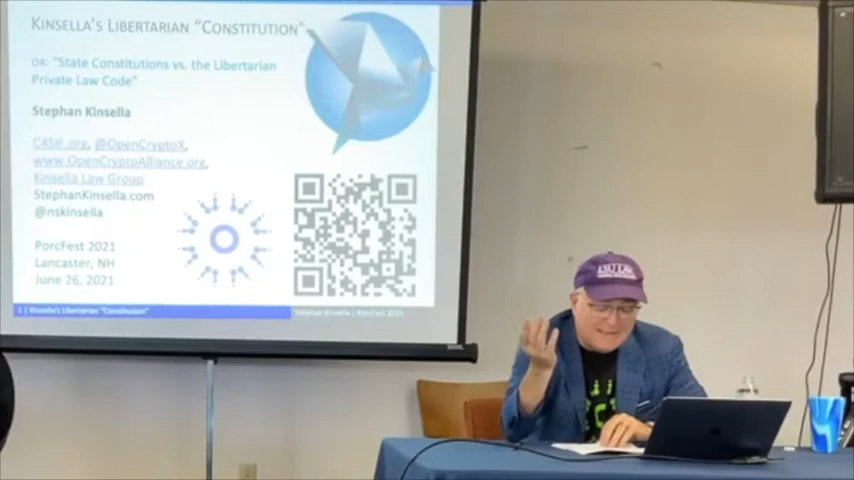 KINSELLA'S LIBERTARIAN "CONSTITUTION"
OR: "State Constitutions vs. the Libertarian
Private Law Code"
Stephan Kinsella
C4SIF.org, @OpenCryptoX,
www.OpenCryptoAlliance.org,
Kinsella Law Group
StephanKinsella.com
@nskinsella
PorcFest 2021
Lancaster, NH
June 26, 2021
1 | Kinsella's Libertarian "Constitution"
Stephan Kinsella | PorcFest 2021
LSU LAW